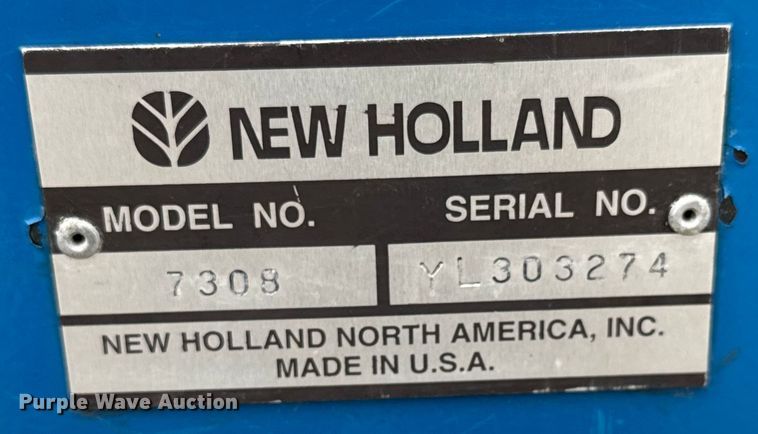 NEW HOLLAND
MODEL NO. SERIAL NO.
7308 YL303274
NEW HOLLAND NORTH AMERICA, INC.
MADE IN U.S.A.
Purple Wave Auction